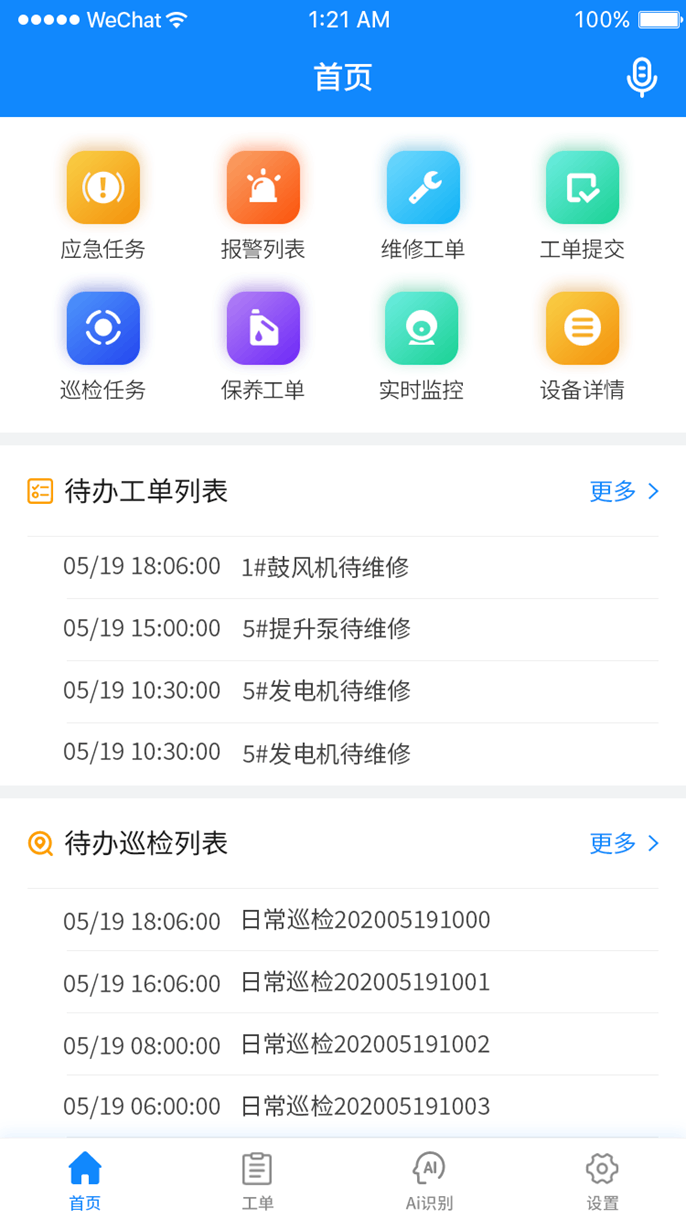 WeChat 1:21 AM 100%
首页
应急任务 报警列表 维修工单 工单提交
巡检任务 保养工单 实时监控 设备详情
待办工单列表 更多
05/19 18:06:00 1#鼓风机待维修
05/19 15:00:00 5#提升泵待维修
05/19 10:30:00 5#发电机待维修
05/19 10:30:00 5#发电机待维修
待办巡检列表 更多
05/19 18:06:00 日常巡检202005191000
05/19 16:06:00 日常巡检202005191001
05/19 08:00:00 日常巡检202005191002
05/19 06:00:00 日常巡检202005191003
AI
首页 工单 Ai识别 设置